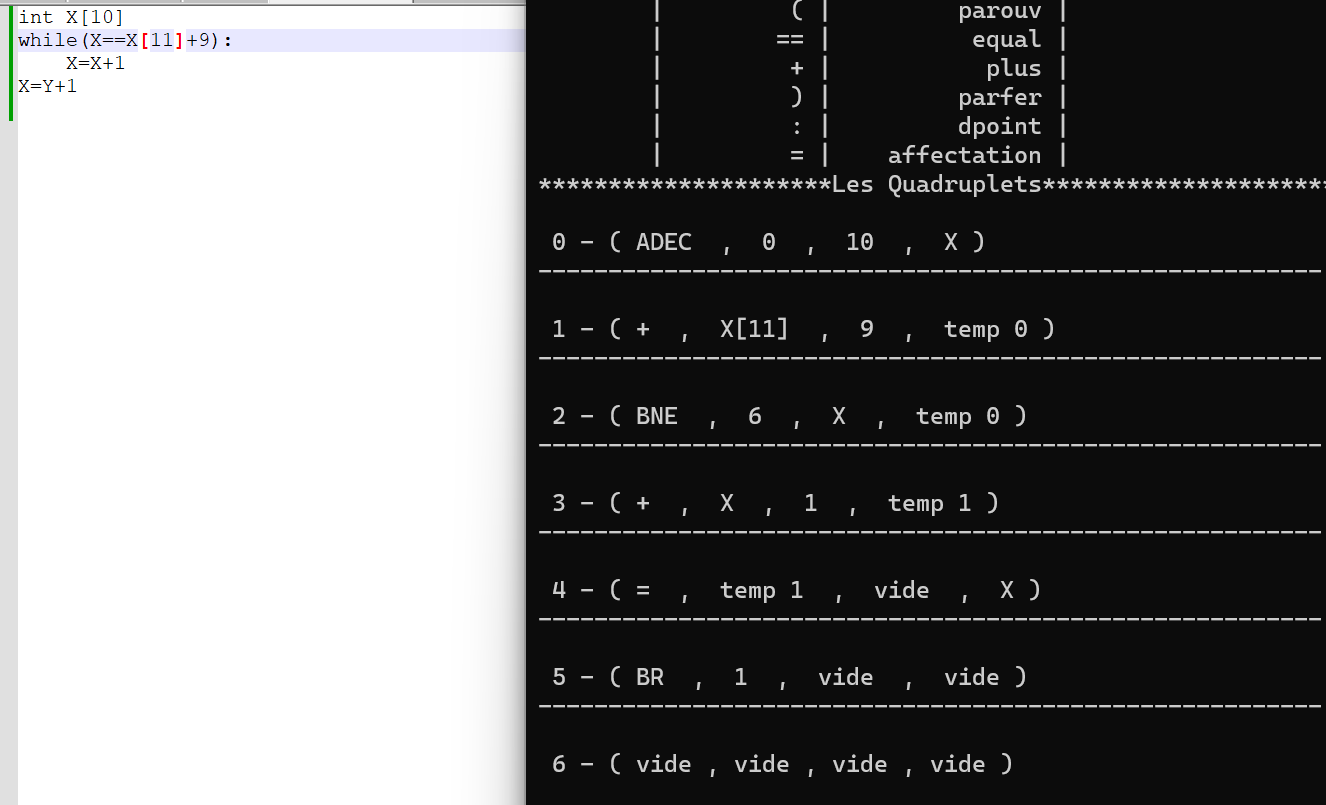 int X[10]
while(X==X[11]+9):
    X=X+1
X=Y+1
| ( | parouv |
| == | equal |
| + | plus |
| ) | parfer |
| : | dpoint |
| = | affectation |
*********************Les Quadruplets*********************
0 - ( ADEC , 0 , 10 , X )
--------------------------------------------------------
1 - ( + , X[11] , 9 , temp 0 )
--------------------------------------------------------
2 - ( BNE , 6 , X , temp 0 )
--------------------------------------------------------
3 - ( + , X , 1 , temp 1 )
--------------------------------------------------------
4 - ( = , temp 1 , vide , X )
--------------------------------------------------------
5 - ( BR , 1 , vide , vide )
--------------------------------------------------------
6 - ( vide , vide , vide , vide )